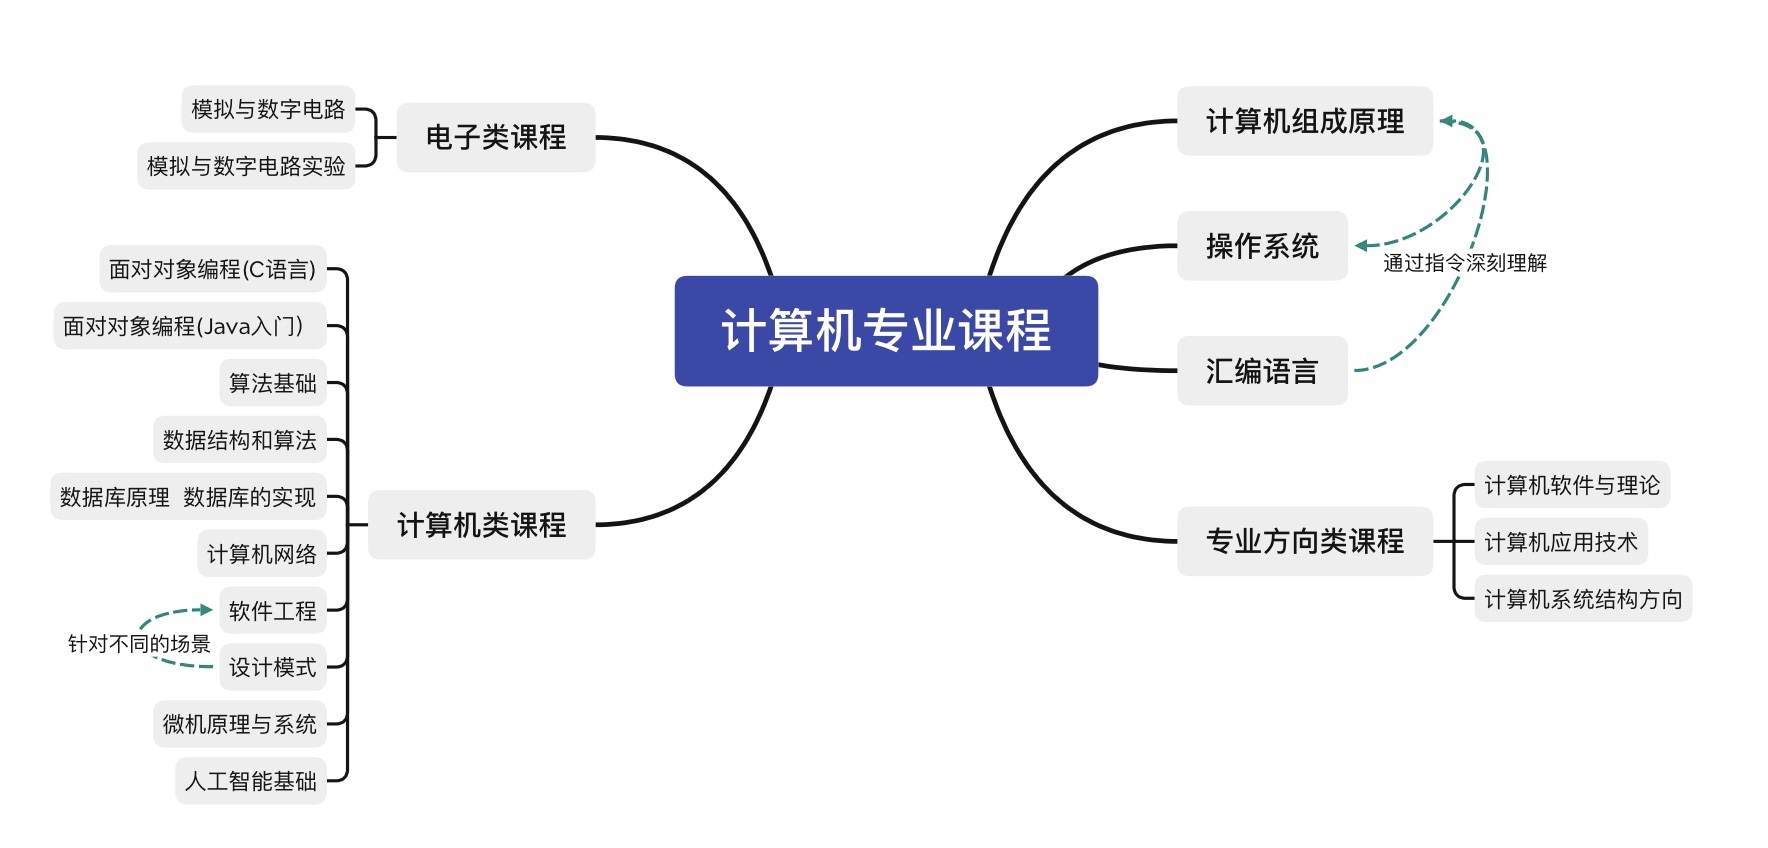 计算机专业课程
电子类课程
模拟与数字电路
模拟与数字电路实验
计算机类课程
面对对象编程(C语言)
面对对象编程(Java入门）
算法基础
数据结构和算法
数据库原理 数据库的实现
计算机网络
软件工程
针对不同的场景
设计模式
微机原理与系统
人工智能基础
计算机组成原理
操作系统
通过指令深刻理解
汇编语言
专业方向类课程
计算机软件与理论
计算机应用技术
计算机系统结构方向